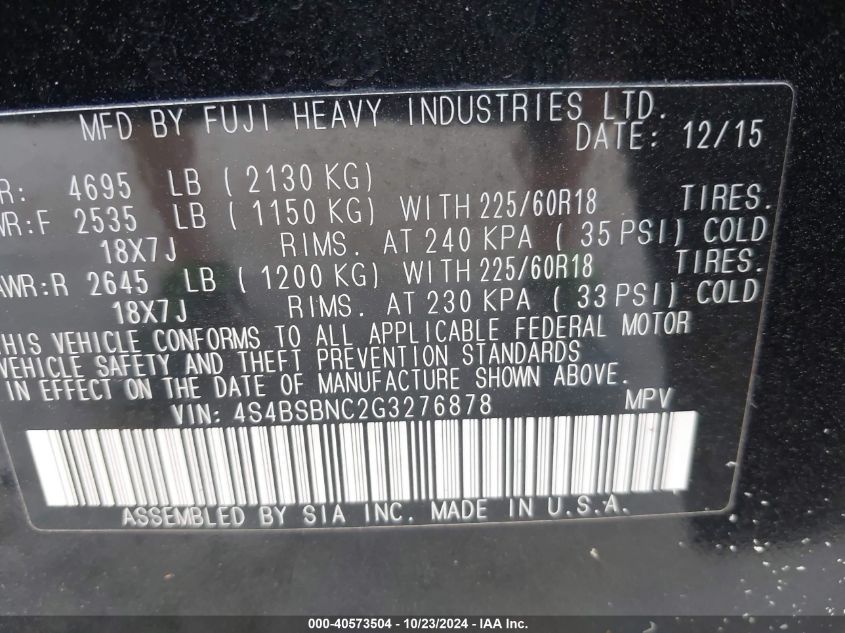 MFD BY FUJI HEAVY INDUSTRIES LTD.
DATE: 12/15
R: 4695 LB ( 2130 KG)
WR:F 2535 LB ( 1150 KG) WITH 225/60R18 TIRES.
18X7J RIMS. AT 240 KPA ( 35 PSI) COLD
AWR:R 2645 LB ( 1200 KG) WITH 225/60R18 TIRES.
18X7J RIMS. AT 230 KPA ( 33 PSI) COLD
THIS VEHICLE CONFORMS TO ALL APPLICABLE FEDERAL MOTOR
VEHICLE SAFETY AND THEFT PREVENTION STANDARDS
IN EFFECT ON THE DATE OF MANUFACTURE SHOWN ABOVE.
VIN: 4S4BSBNC2G3276878 MPV
ASSEMBLED BY SIA INC. MADE IN U.S.A.
000-40573504 - 10/23/2024 - IAA Inc.